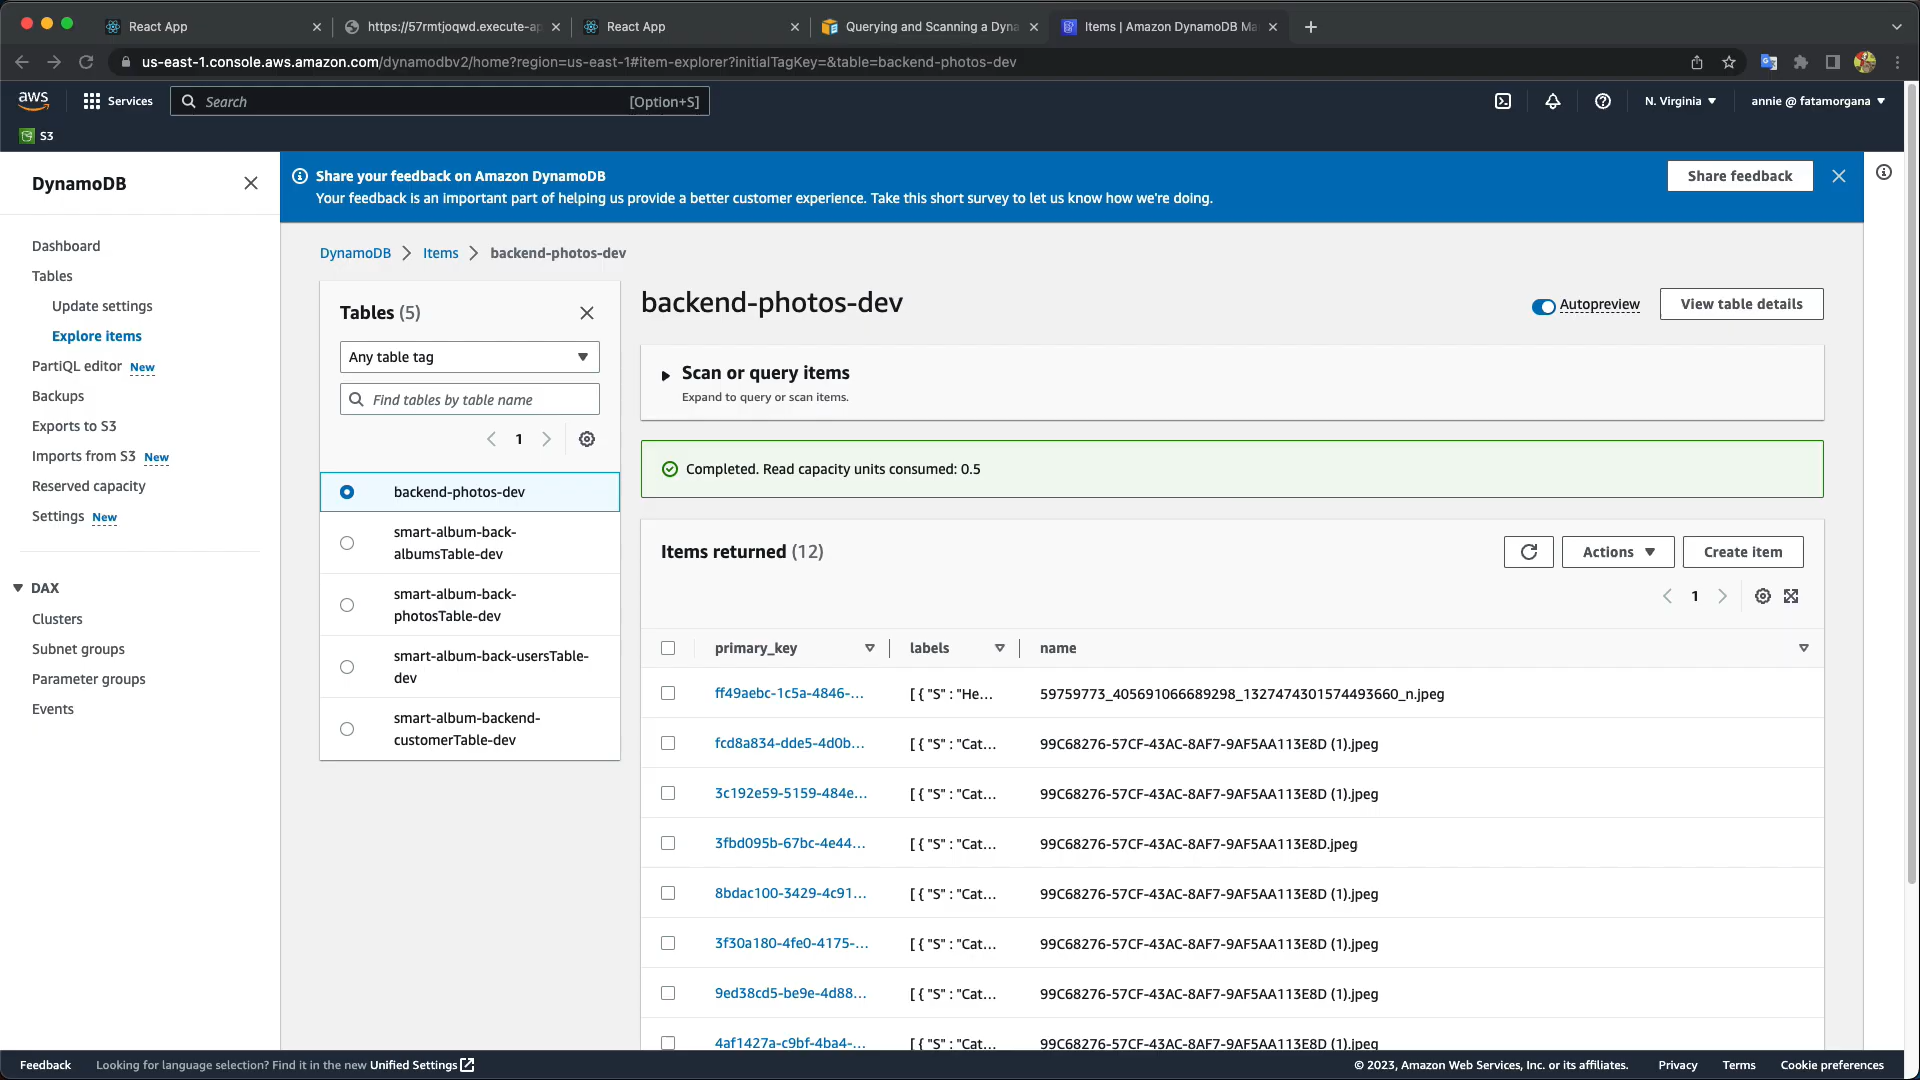 React App
https://57rmtjoqwd.execute-ap
React App
Querying and Scanning a Dyna
Items | Amazon DynamoDB Ma
us-east-1.console.aws.amazon.com/dynamodbv2/home?region=us-east-1#item-explorer?initialTagKey=&table=backend-photos-dev
aws
Services
Search
[Option+S]
N. Virginia
annie @ fatamorgana
S3
DynamoDB
Dashboard
Tables
Update settings
Explore items
PartiQL editor New
Backups
Exports to S3
Imports from S3 New
Reserved capacity
Settings New
DAX
Clusters
Subnet groups
Parameter groups
Events
Share your feedback on Amazon DynamoDB
Your feedback is an important part of helping us provide a better customer experience. Take this short survey to let us know how we're doing.
Share feedback
DynamoDB
Items
backend-photos-dev
Tables (5)
Any table tag
Find tables by table name
1
backend-photos-dev
smart-album-back-
albumsTable-dev
smart-album-back-
photosTable-dev
smart-album-back-usersTable-
dev
smart-album-backend-
customerTable-dev
backend-photos-dev
Autopreview
View table details
Scan or query items
Expand to query or scan items.
Completed. Read capacity units consumed: 0.5
Items returned (12)
Actions
Create item
1
primary_key labels name
ff49aebc-1c5a-4846-... [ { "S" : "He... 59759773_405691066689298_1327474301574493660_n.jpeg
fcd8a834-dde5-4d0b... [ { "S" : "Cat... 99C68276-57CF-43AC-8AF7-9AF5AA113E8D (1).jpeg
3c192e59-5159-484e... [ { "S" : "Cat... 99C68276-57CF-43AC-8AF7-9AF5AA113E8D (1).jpeg
3fbd095b-67bc-4e44... [ { "S" : "Cat... 99C68276-57CF-43AC-8AF7-9AF5AA113E8D.jpeg
8bdac100-3429-4c91... [ { "S" : "Cat... 99C68276-57CF-43AC-8AF7-9AF5AA113E8D (1).jpeg
3f30a180-4fe0-4175-... [ { "S" : "Cat... 99C68276-57CF-43AC-8AF7-9AF5AA113E8D (1).jpeg
9ed38cd5-be9e-4d88... [ { "S" : "Cat... 99C68276-57CF-43AC-8AF7-9AF5AA113E8D (1).jpeg
4af1427a-c9bf-4ba4-... [ { "S" : "Cat... 99C68276-57CF-43AC-8AF7-9AF5AA113E8D (1).jpeg
Feedback
Looking for language selection? Find it in the new Unified Settings
© 2023, Amazon Web Services, Inc. or its affiliates.
Privacy
Terms
Cookie preferences